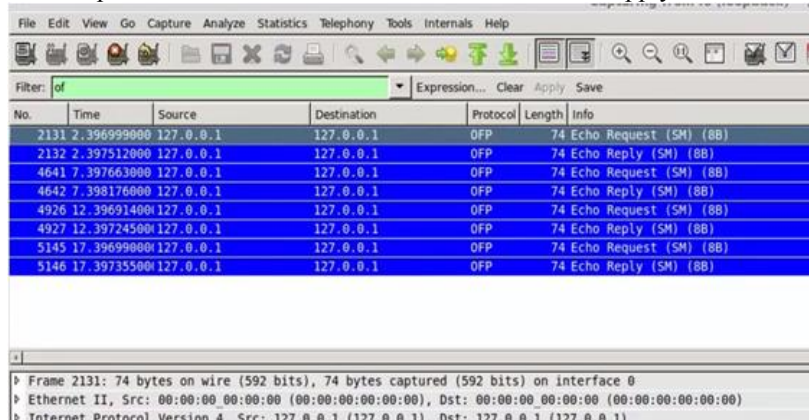 File Edit View Go Capture Analyze Statistics Telephony Tools Internals Help
Filter: of Expression... Clear Apply Save
No. Time Source Destination Protocol Length Info
2131 2.396999000 127.0.0.1 127.0.0.1 OFP 74 Echo Request (SM) (8B)
2132 2.397512000 127.0.0.1 127.0.0.1 OFP 74 Echo Reply (SM) (8B)
4641 7.397663000 127.0.0.1 127.0.0.1 OFP 74 Echo Request (SM) (8B)
4642 7.398176000 127.0.0.1 127.0.0.1 OFP 74 Echo Reply (SM) (8B)
4926 12.39691400 127.0.0.1 127.0.0.1 OFP 74 Echo Request (SM) (8B)
4927 12.39724500 127.0.0.1 127.0.0.1 OFP 74 Echo Reply (SM) (8B)
5145 17.39699000 127.0.0.1 127.0.0.1 OFP 74 Echo Request (SM) (8B)
5146 17.39735500 127.0.0.1 127.0.0.1 OFP 74 Echo Reply (SM) (8B)
Frame 2131: 74 bytes on wire (592 bits), 74 bytes captured (592 bits) on interface 0
Ethernet II, Src: 00:00:00_00:00:00 (00:00:00:00:00:00), Dst: 00:00:00_00:00:00 (00:00:00:00:00:00)
Internet Protocol Version 4, Src: 127.0.0.1 (127.0.0.1), Dst: 127.0.0.1 (127.0.0.1)